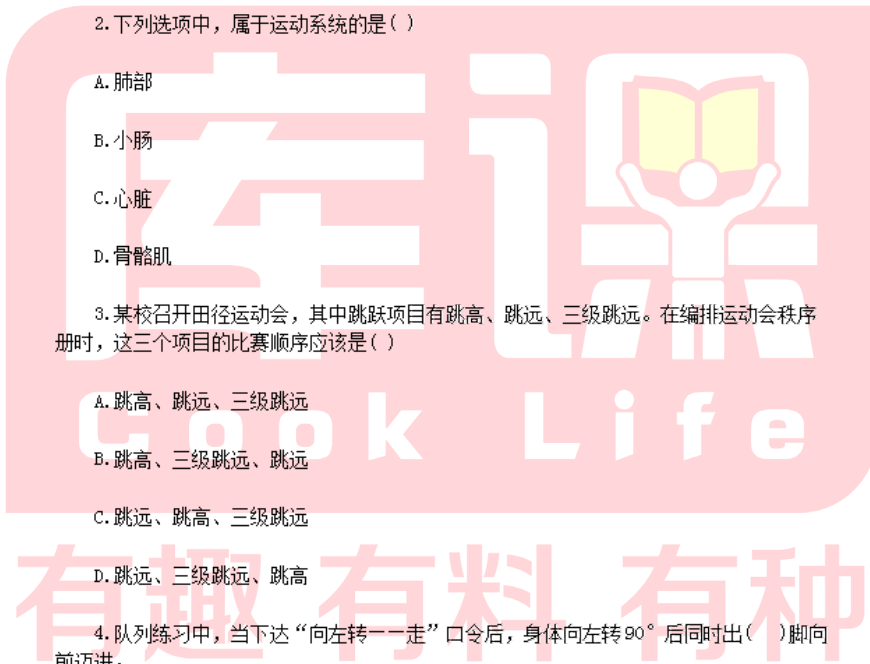 2.下列选项中，属于运动系统的是( )
A.肺部
B.小肠
C.心脏
D.骨骼肌
3.某校召开田径运动会，其中跳跃项目有跳高、跳远、三级跳远。在编排运动会秩序
册时，这三个项目的比赛顺序应该是( )
A.跳高、跳远、三级跳远
B.跳高、三级跳远、跳远
C.跳远、跳高、三级跳远
D.跳远、三级跳远、跳高
4.队列练习中，当下达“向左转——走”口令后，身体向左转90°后同时出( )脚向
前迈进。
库课
Cook Life
有趣 有料 有种